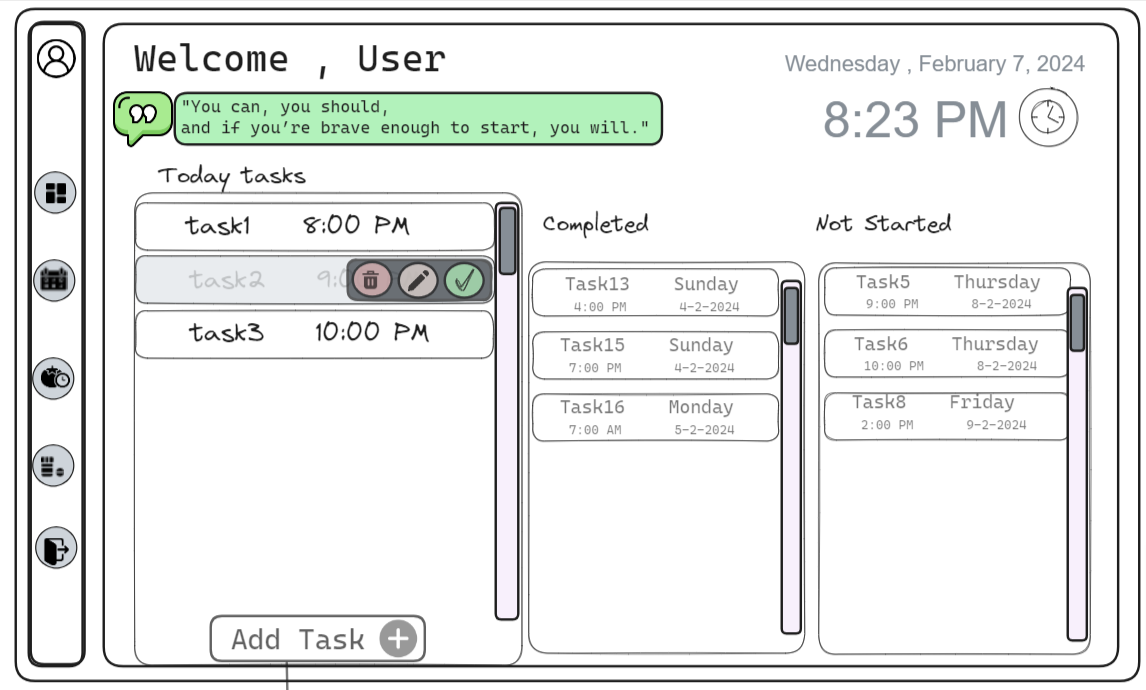 Welcome , User
Wednesday , February 7, 2024
8:23 PM
"You can, you should,
and if you’re brave enough to start, you will."
Today tasks
task1 8:00 PM
task2 9:0
task3 10:00 PM
Add Task
Completed
Task13 Sunday
4:00 PM 4-2-2024
Task15 Sunday
7:00 PM 4-2-2024
Task16 Monday
7:00 AM 5-2-2024
Not Started
Task5 Thursday
9:00 PM 8-2-2024
Task6 Thursday
10:00 PM 8-2-2024
Task8 Friday
2:00 PM 9-2-2024